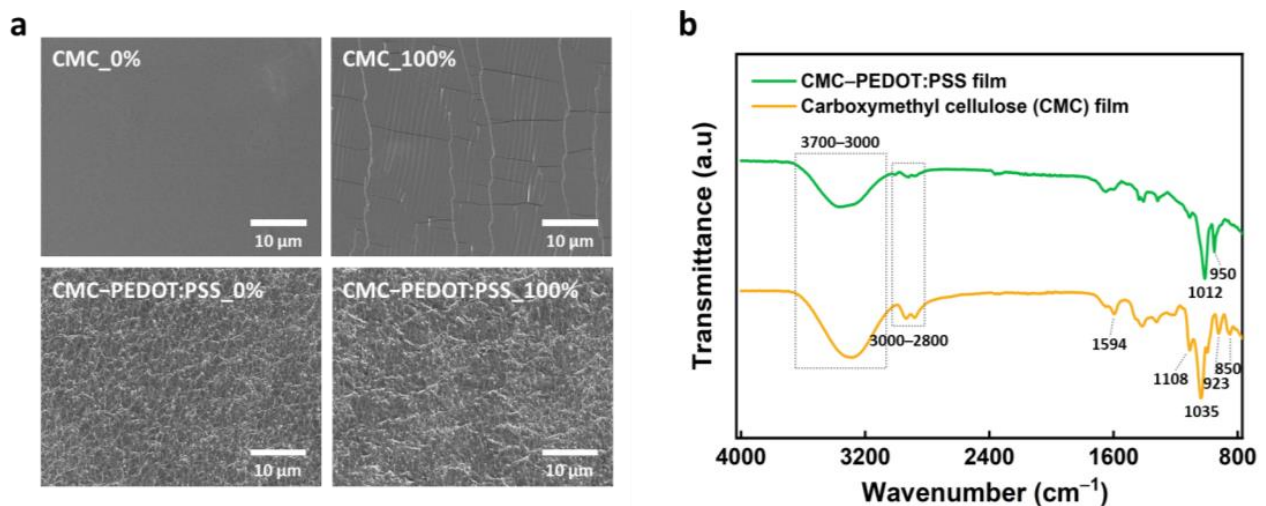 a
CMC_0%
10 µm
CMC_100%
10 µm
CMC–PEDOT:PSS_0%
10 µm
CMC–PEDOT:PSS_100%
10 µm
b
CMC–PEDOT:PSS film
Carboxymethyl cellulose (CMC) film
3700–3000
950
1012
3000–2800
1594
850
1108
923
1035
Transmittance (a.u)
4000
3200
2400
1600
800
Wavenumber (cm⁻¹)